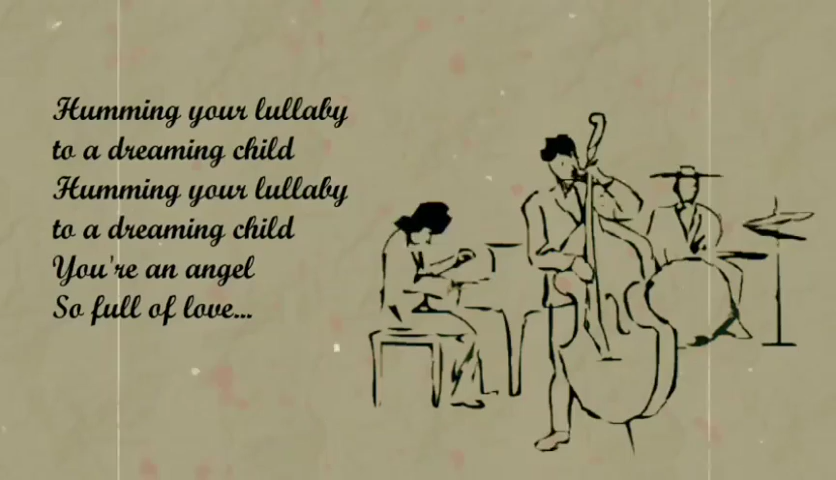 Humming your lullaby
to a dreaming child
Humming your lullaby
to a dreaming child
You're an angel
So full of love...